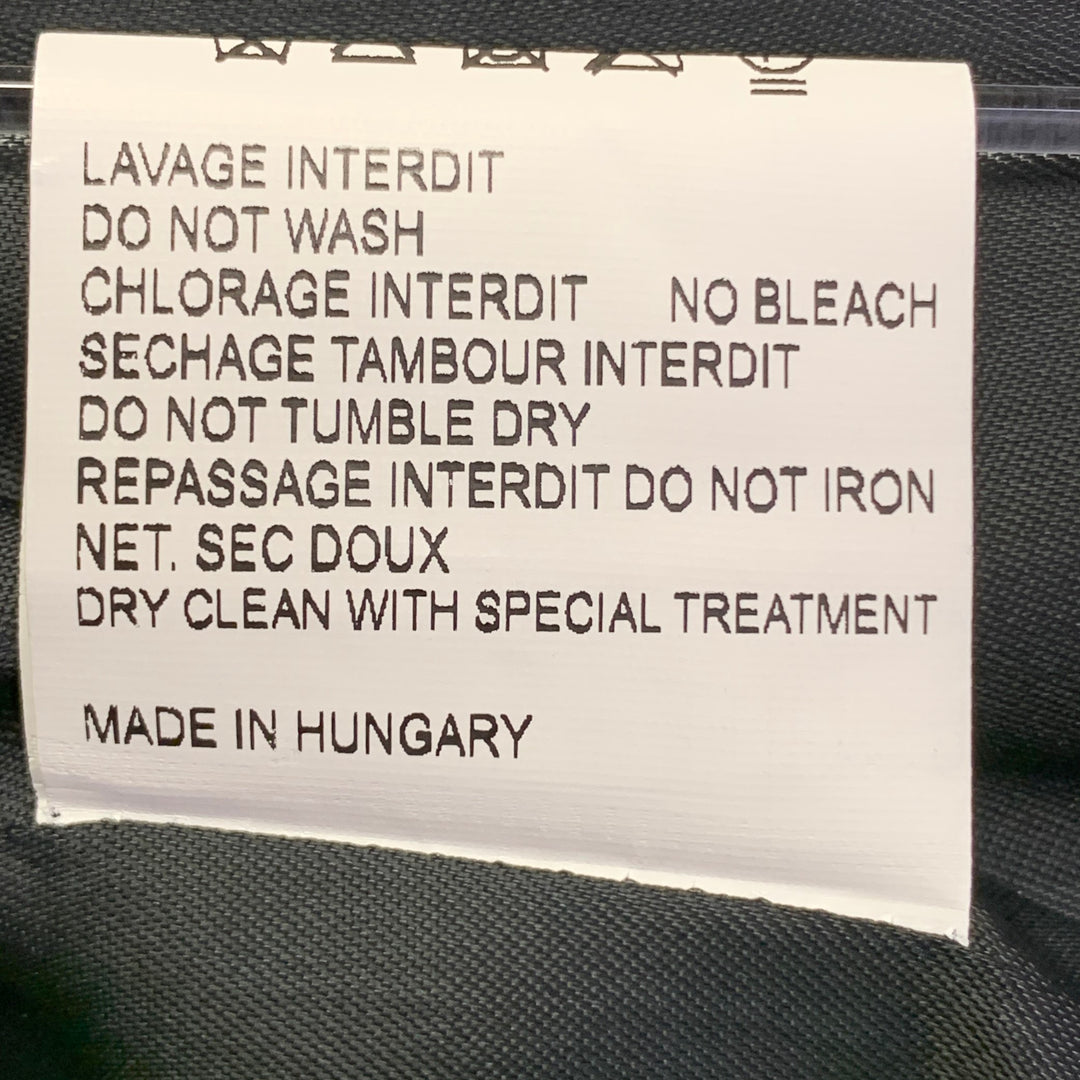 LAVAGE INTERDIT
DO NOT WASH
CHLORAGE INTERDIT NO BLEACH
SECHAGE TAMBOUR INTERDIT
DO NOT TUMBLE DRY
REPASSAGE INTERDIT DO NOT IRON
NET. SEC DOUX
DRY CLEAN WITH SPECIAL TREATMENT
MADE IN HUNGARY